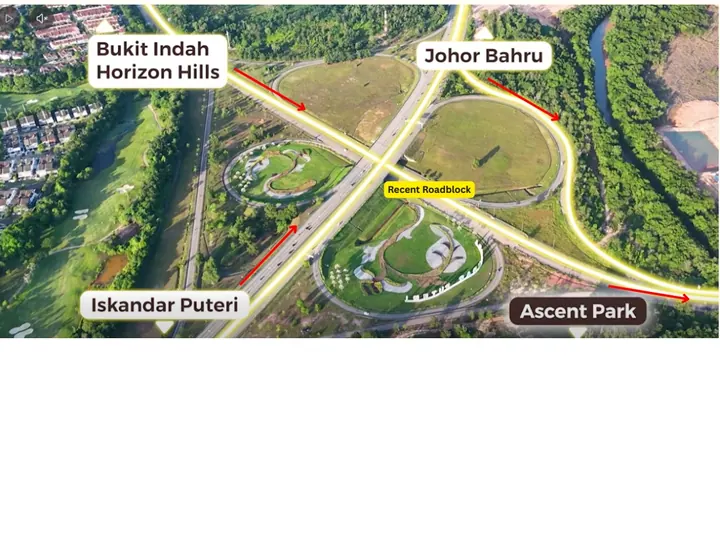 Bukit Indah
Horizon Hills
Johor Bahru
Recent Roadblock
Iskandar Puteri
Ascent Park